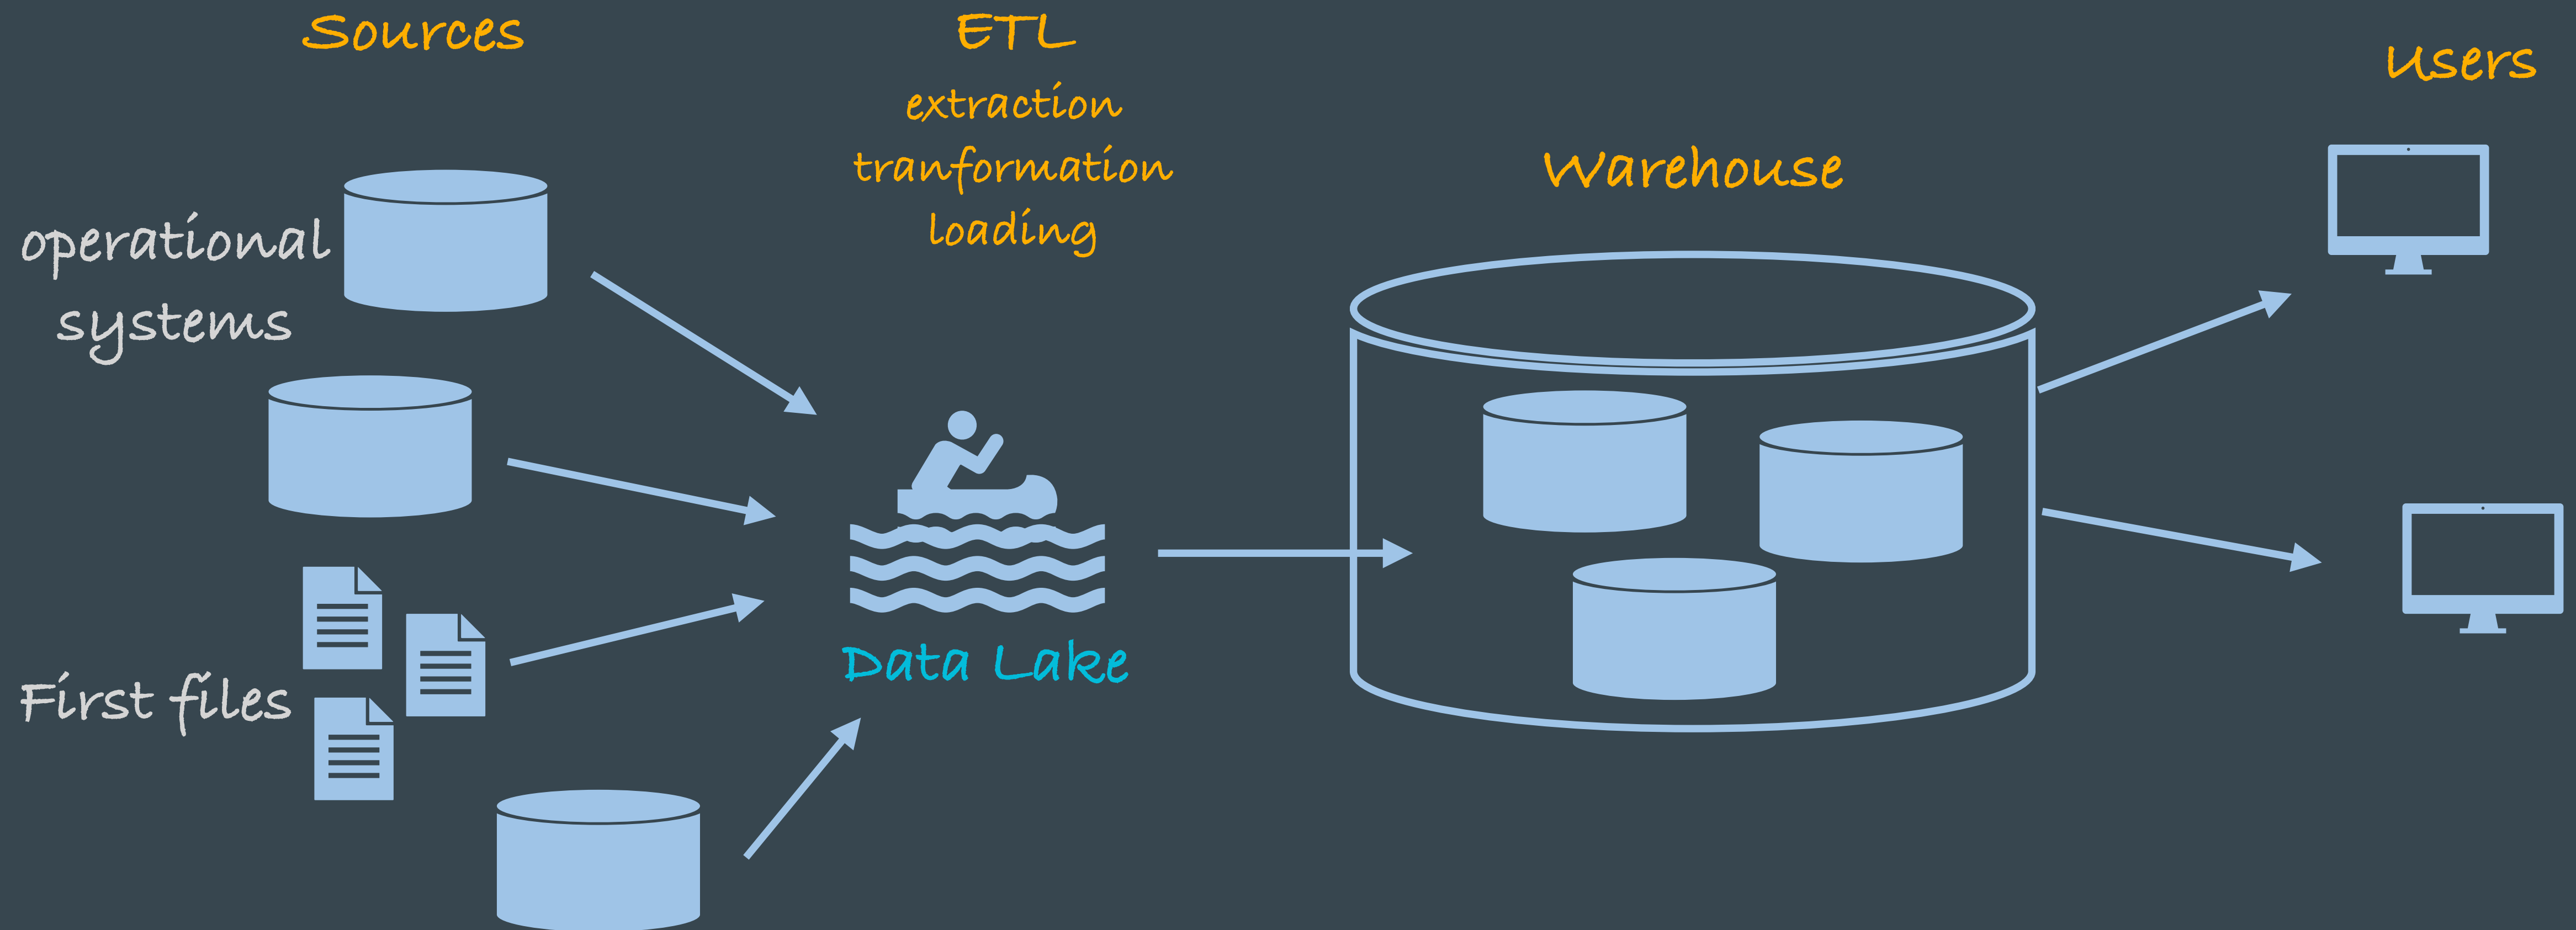 Sources
ETL
extraction
tranformation
loading
Users
Warehouse
operational
systems
First files
Data Lake